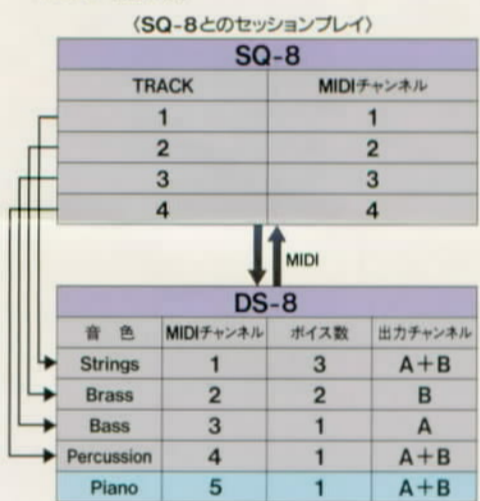 〈SQ-8とのセッションプレイ〉
SQ-8
TRACK MIDIチャンネル
1 1
2 2
3 3
4 4
MIDI
DS-8
音色 MIDIチャンネル ボイス数 出力チャンネル
Strings 1 3 A+B
Brass 2 2 B
Bass 3 1 A
Percussion 4 1 A+B
Piano 5 1 A+B